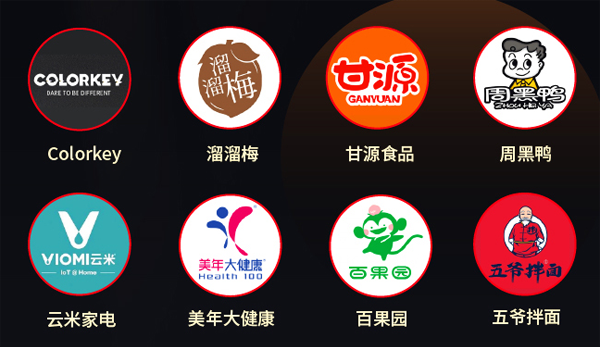 COLORKEY
DARE TO BE DIFFERENT
溜溜梅
甘源
GANYUAN
周黑鸭
ZHOU HEI YA
Colorkey
溜溜梅
甘源食品
周黑鸭
VIOMI云米
IoT @ Home
美年大健康
Health 100
百果园
五爷拌面
云米家电
美年大健康
百果园
五爷拌面